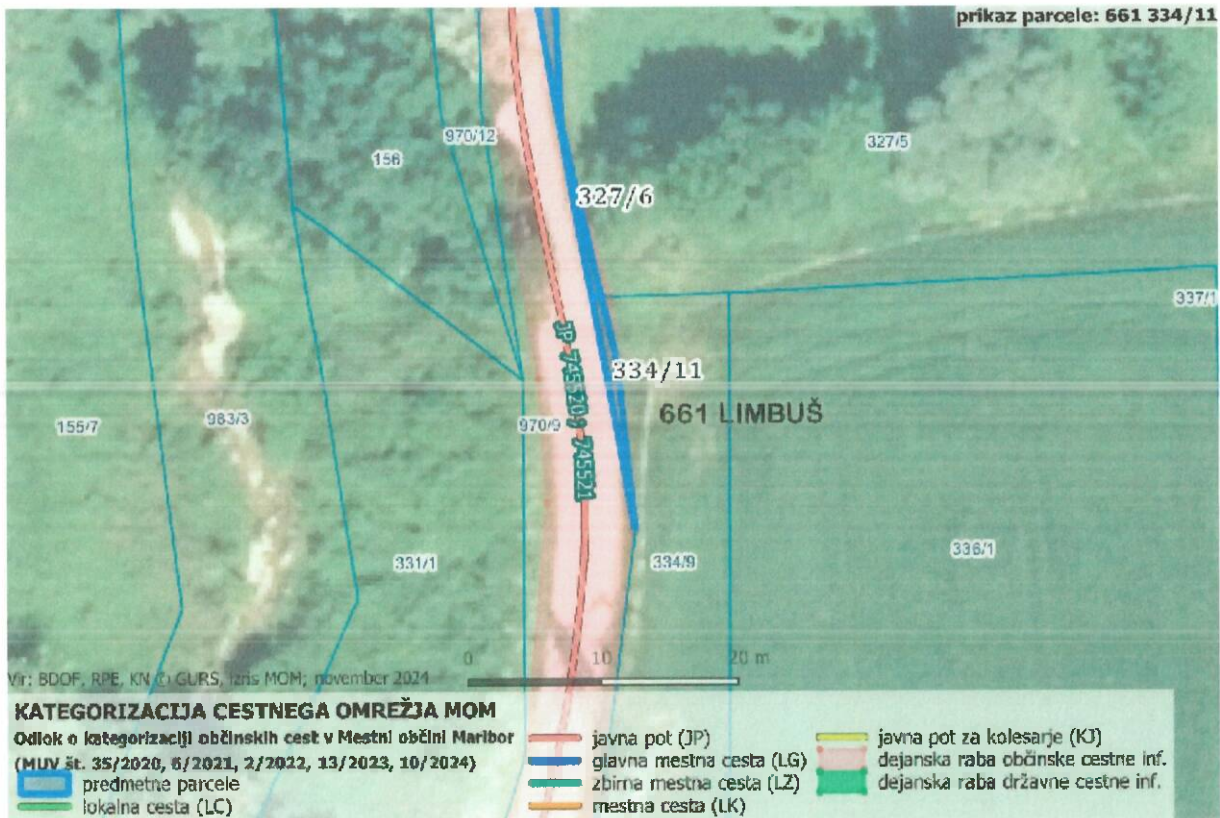 prikaz parcele: 661 334/11
970/12
156
327/5
327/6
337/1
334/11
661 LIMBUŠ
155/7
983/3
970/9
331/1
334/9
336/1
0 10 20 m
Vir: BDOF, RPE, KN © GURS, izris MOM; november 2024
KATEGORIZACIJA CESTNEGA OMREŽJA MOM
Odlok o kategorizaciji občinskih cest v Mestni občini Maribor
(MUV št. 35/2020, 6/2021, 2/2022, 13/2023, 10/2024)
predmetne parcele
lokalna cesta (LC)
javna pot (JP)
glavna mestna cesta (LG)
zbirna mestna cesta (LZ)
mestna cesta (LK)
javna pot za kolesarje (KJ)
dejanska raba občinske cestne inf.
dejanska raba državne cestne inf.